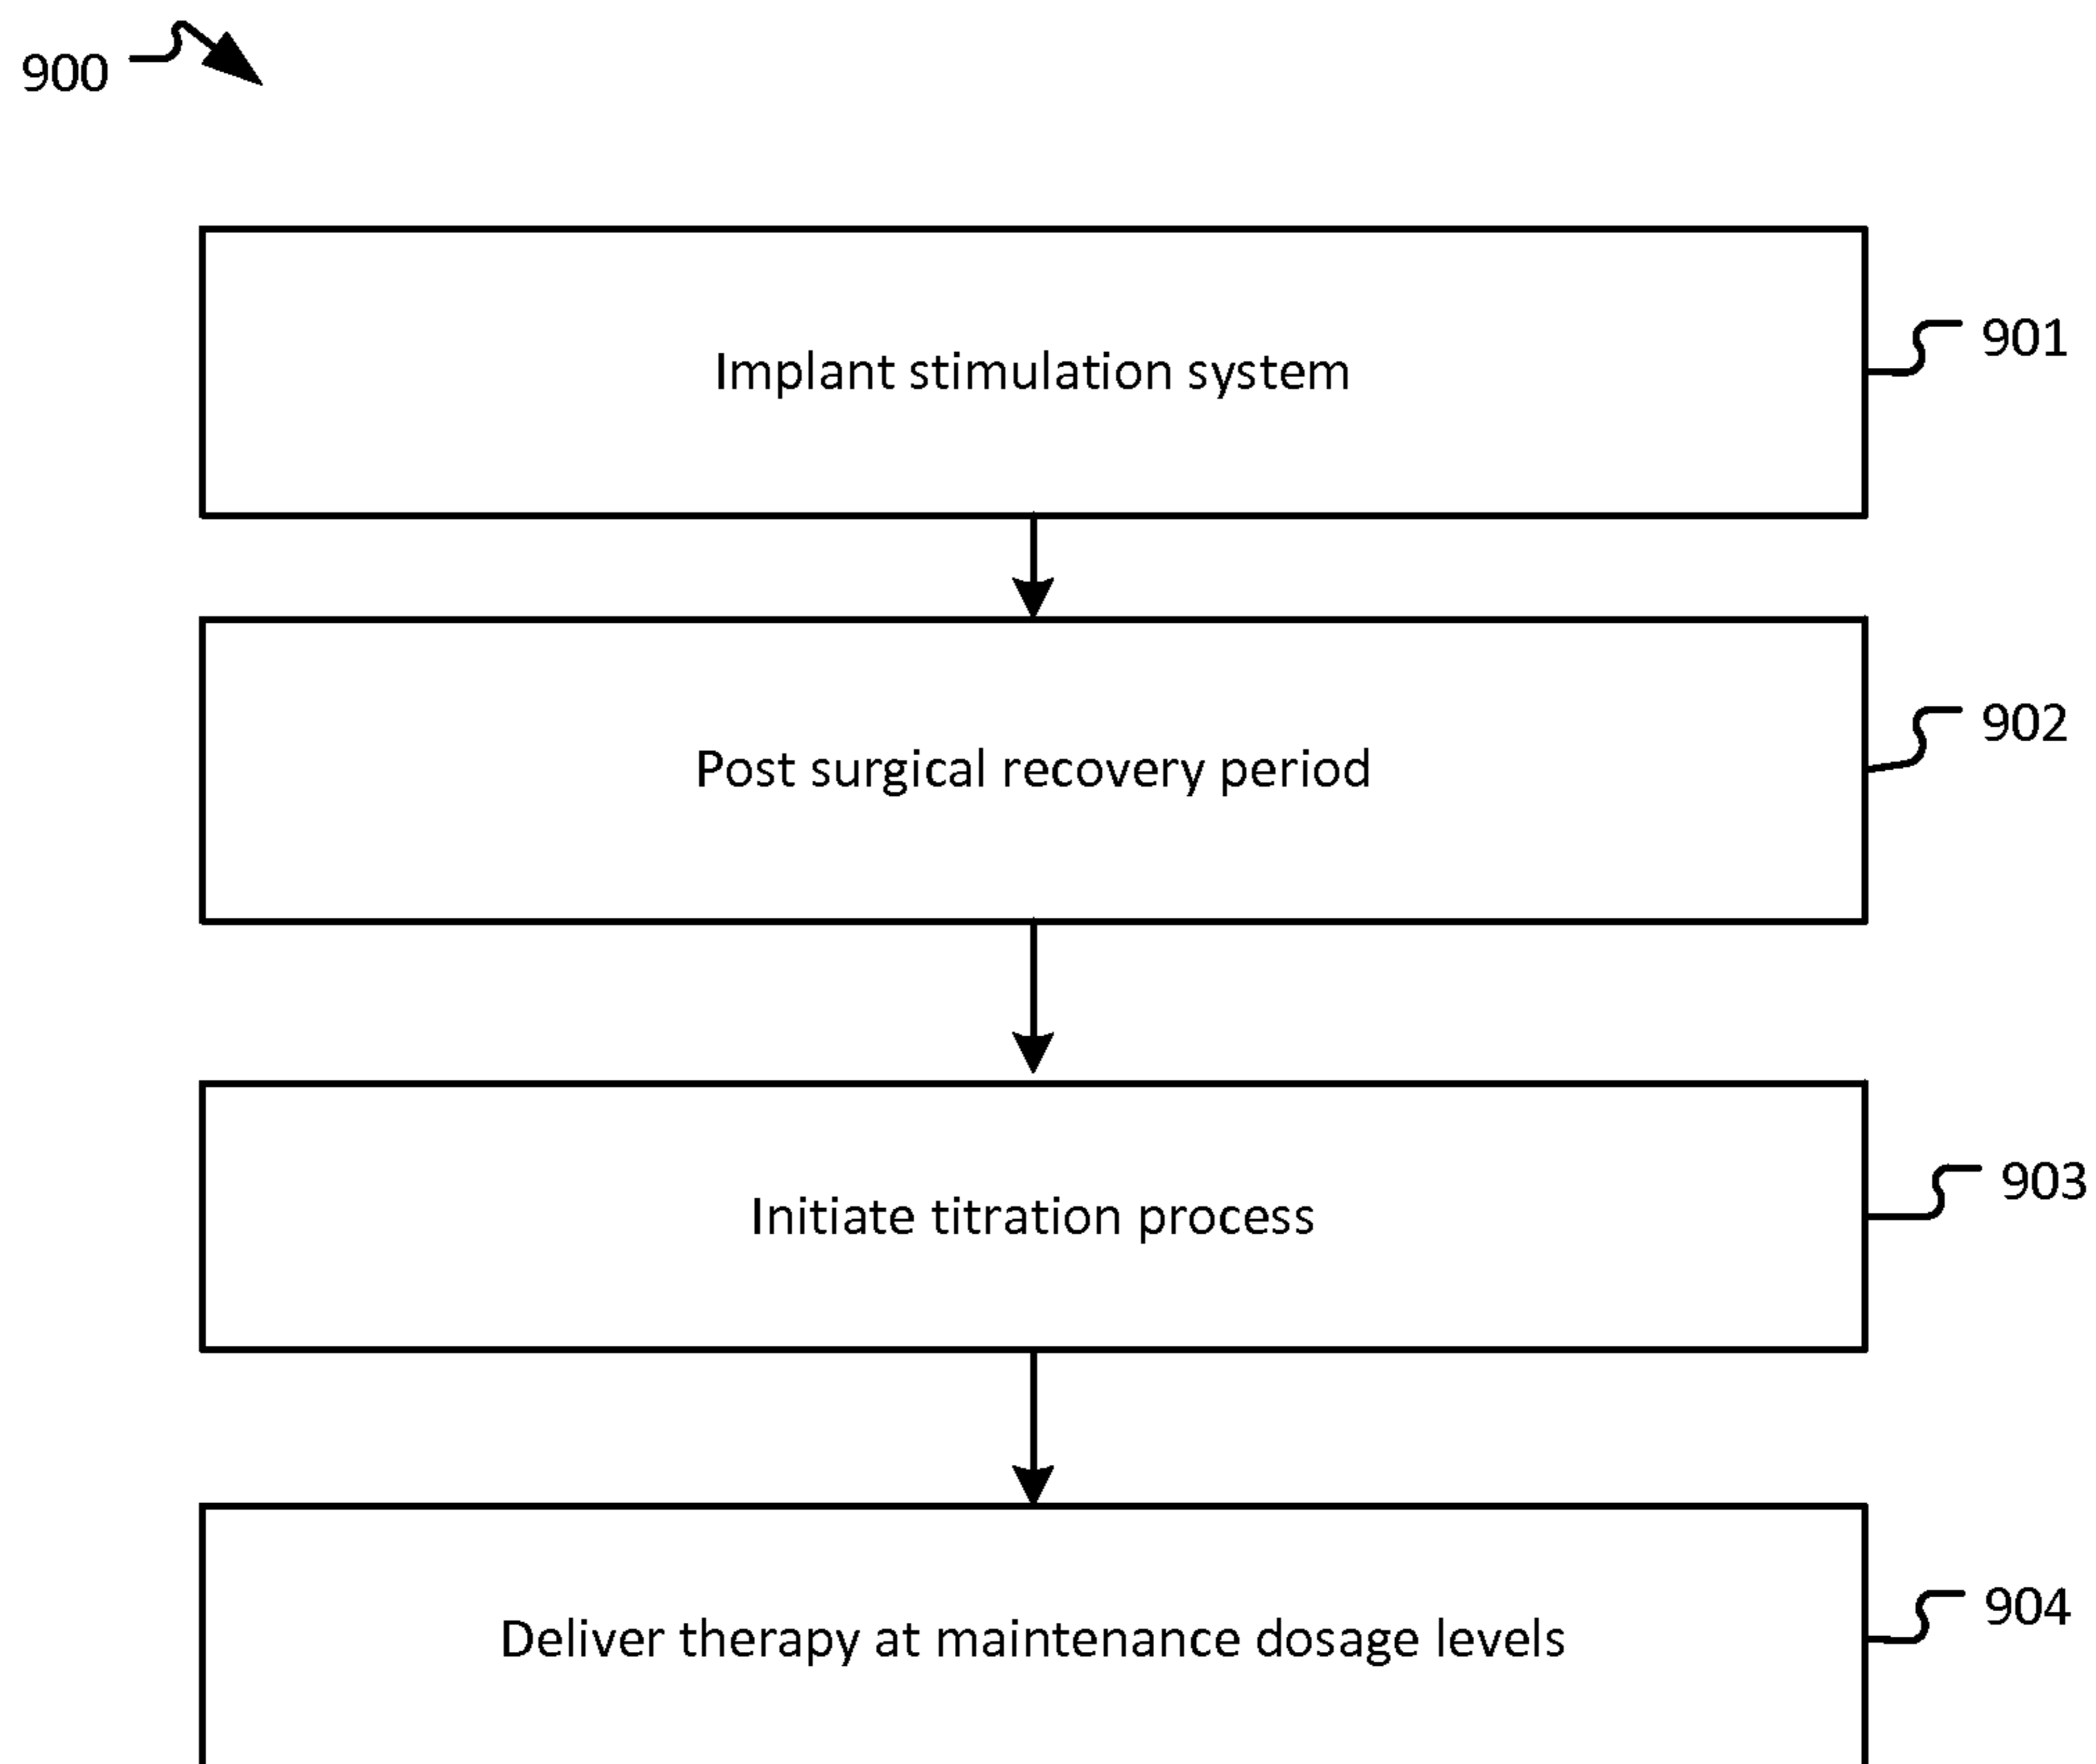 900
Implant stimulation system
901
Post surgical recovery period
902
Initiate titration process
903
Deliver therapy at maintenance dosage levels
904